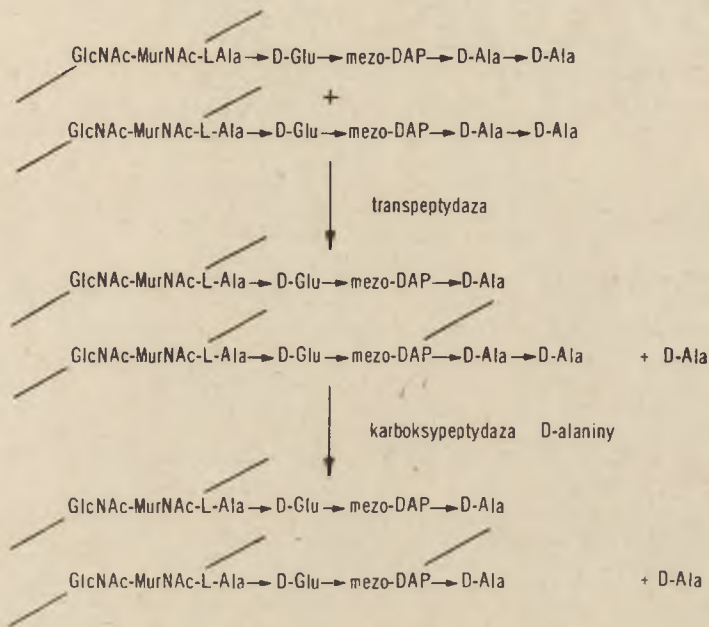 GlcNAc-MurNAc-LAla→D-Glu→mezo-DAP→D-Ala→D-Ala
+
GlcNAc-MurNAc-L-Ala→D-Glu→mezo-DAP→D-Ala→D-Ala
transpeptydaza
GlcNAc-MurNAc-L-Ala→D-Glu→mezo-DAP→D-Ala
GlcNAc-MurNAc-L-Ala→D-Glu→mezo-DAP→D-Ala→D-Ala + D-Ala
karboksypeptydaza D-alaniny
GlcNAc-MurNAc-L-Ala→D-Glu→mezo-DAP→D-Ala
GlcNAc-MurNAc-L-Ala→D-Glu→mezo-DAP→D-Ala + D-Ala